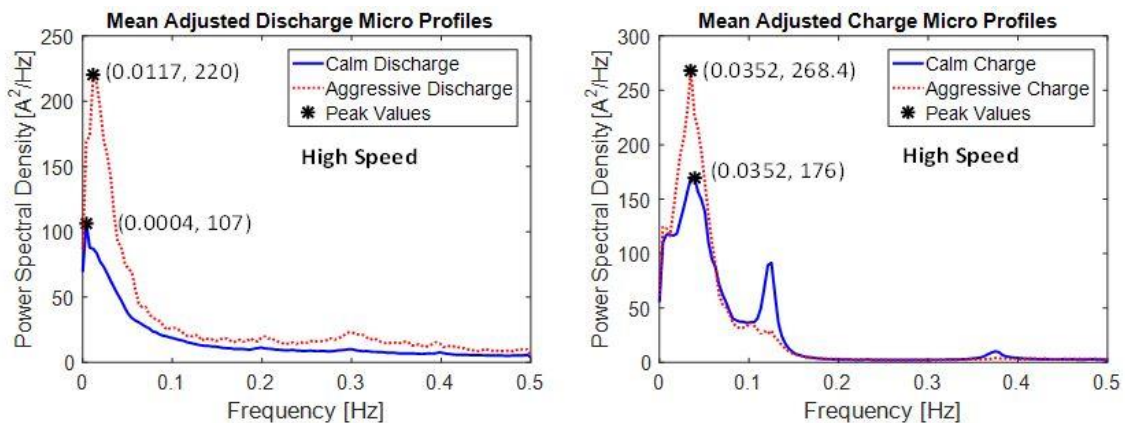 Mean Adjusted Discharge Micro Profiles
250
200
150
100
50
0
Power Spectral Density [A^2/Hz]
(0.0117, 220)
(0.0004, 107)
Calm Discharge
Aggressive Discharge
Peak Values
High Speed
0 0.1 0.2 0.3 0.4 0.5
Frequency [Hz]
Mean Adjusted Charge Micro Profiles
300
250
200
150
100
50
0
Power Spectral Density [A^2/Hz]
(0.0352, 268.4)
(0.0352, 176)
Calm Charge
Aggressive Charge
Peak Values
High Speed
0 0.1 0.2 0.3 0.4 0.5
Frequency [Hz]